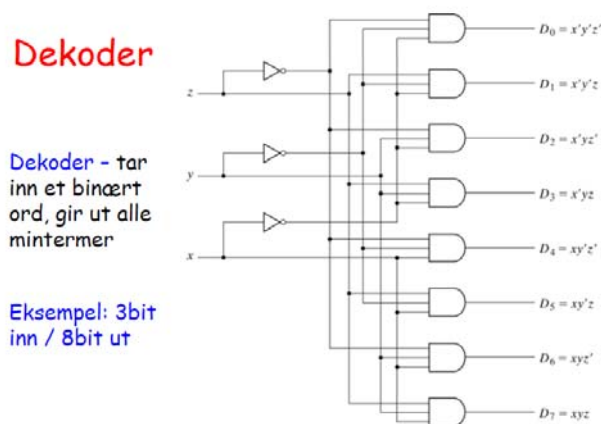 Dekoder
Dekoder – tar
inn et binært
ord, gir ut alle
mintermer
Eksempel: 3bit
inn / 8bit ut
z
y
x
D0 = x'y'z'
D1 = x'y'z
D2 = x'yz'
D3 = x'yz
D4 = xy'z'
D5 = xy'z
D6 = xyz'
D7 = xyz